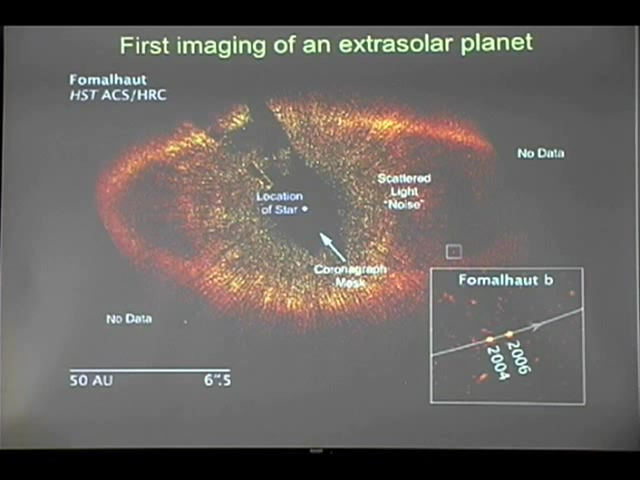 First imaging of an extrasolar planet
Fomalhaut
HST ACS/HRC
No Data
Scattered
Light
"Noise"
Location
of Star
Coronagraph
Mask
Fomalhaut b
2004
2006
No Data
50 AU 6".5